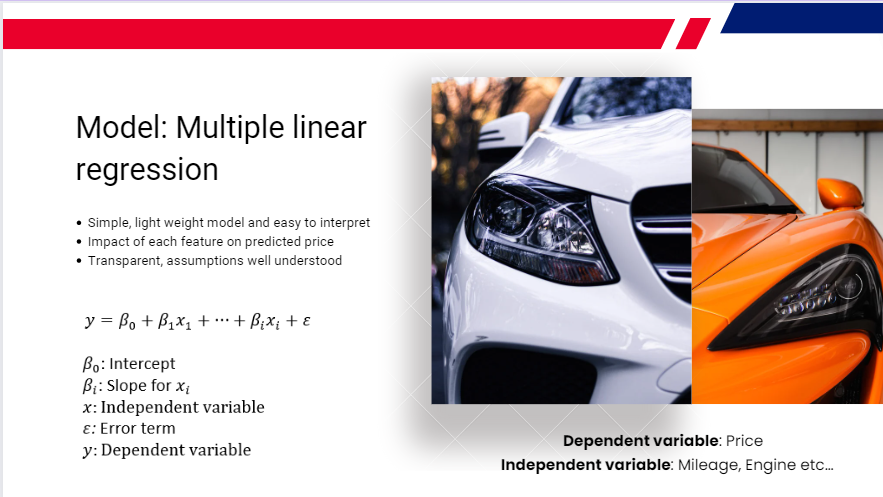 Model: Multiple linear
regression
• Simple, light weight model and easy to interpret
• Impact of each feature on predicted price
• Transparent, assumptions well understood
y = β₀ + β₁x₁ + ⋯ + βᵢxᵢ + ε
β₀: Intercept
βᵢ: Slope for xᵢ
x: Independent variable
ε: Error term
y: Dependent variable
Dependent variable: Price
Independent variable: Mileage, Engine etc...